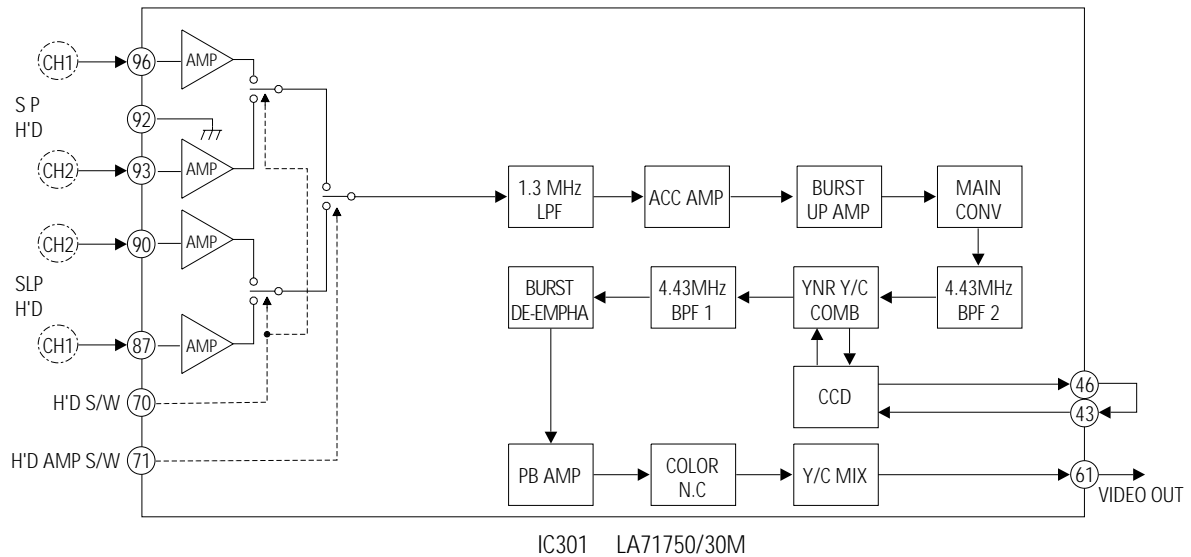 CH1
96
AMP
S P
H'D
92
CH2
93
AMP
CH2
90
AMP
SLP
H'D
CH1
87
AMP
H'D S/W
70
H'D AMP S/W
71
1.3 MHz
LPF
ACC AMP
BURST
UP AMP
MAIN
CONV
BURST
DE-EMPHA
4.43MHz
BPF 1
YNR Y/C
COMB
4.43MHz
BPF 2
CCD
46
43
PB AMP
COLOR
N.C
Y/C MIX
61
VIDEO OUT
IC301 LA71750/30M